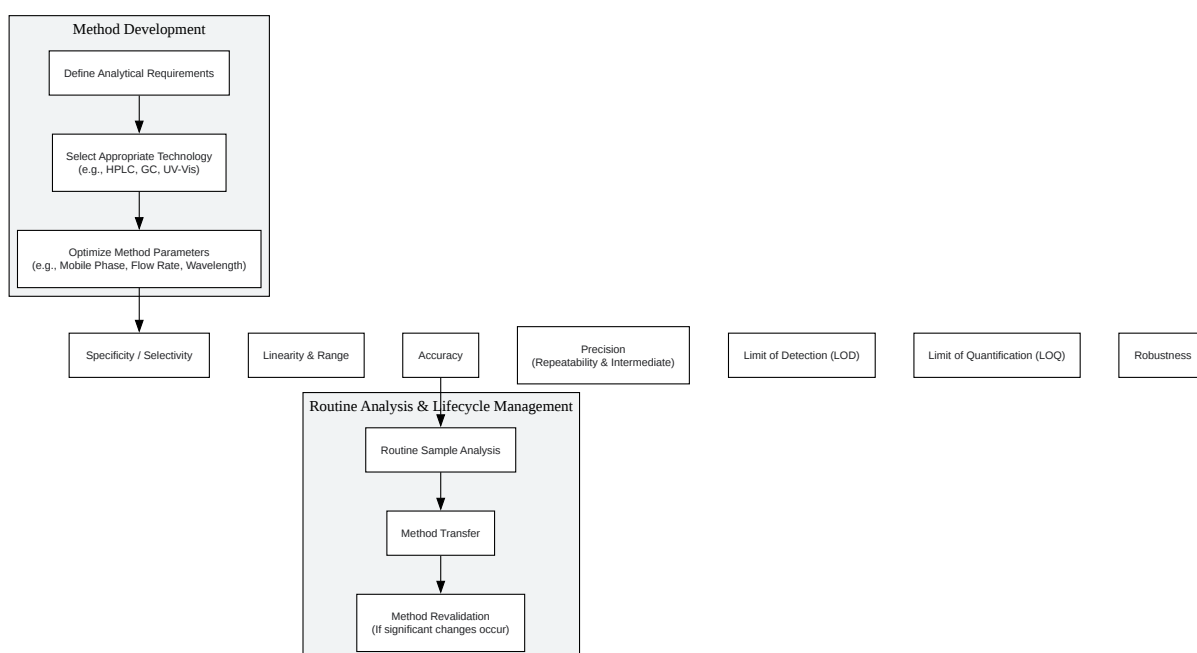 Method Development
Define Analytical Requirements
Select Appropriate Technology
(e.g., HPLC, GC, UV-Vis)
Optimize Method Parameters
(e.g., Mobile Phase, Flow Rate, Wavelength)
Specificity / Selectivity
Linearity & Range
Accuracy
Precision
(Repeatability & Intermediate)
Limit of Detection (LOD)
Limit of Quantification (LOQ)
Robustness
Routine Analysis & Lifecycle Management
Routine Sample Analysis
Method Transfer
Method Revalidation
(If significant changes occur)